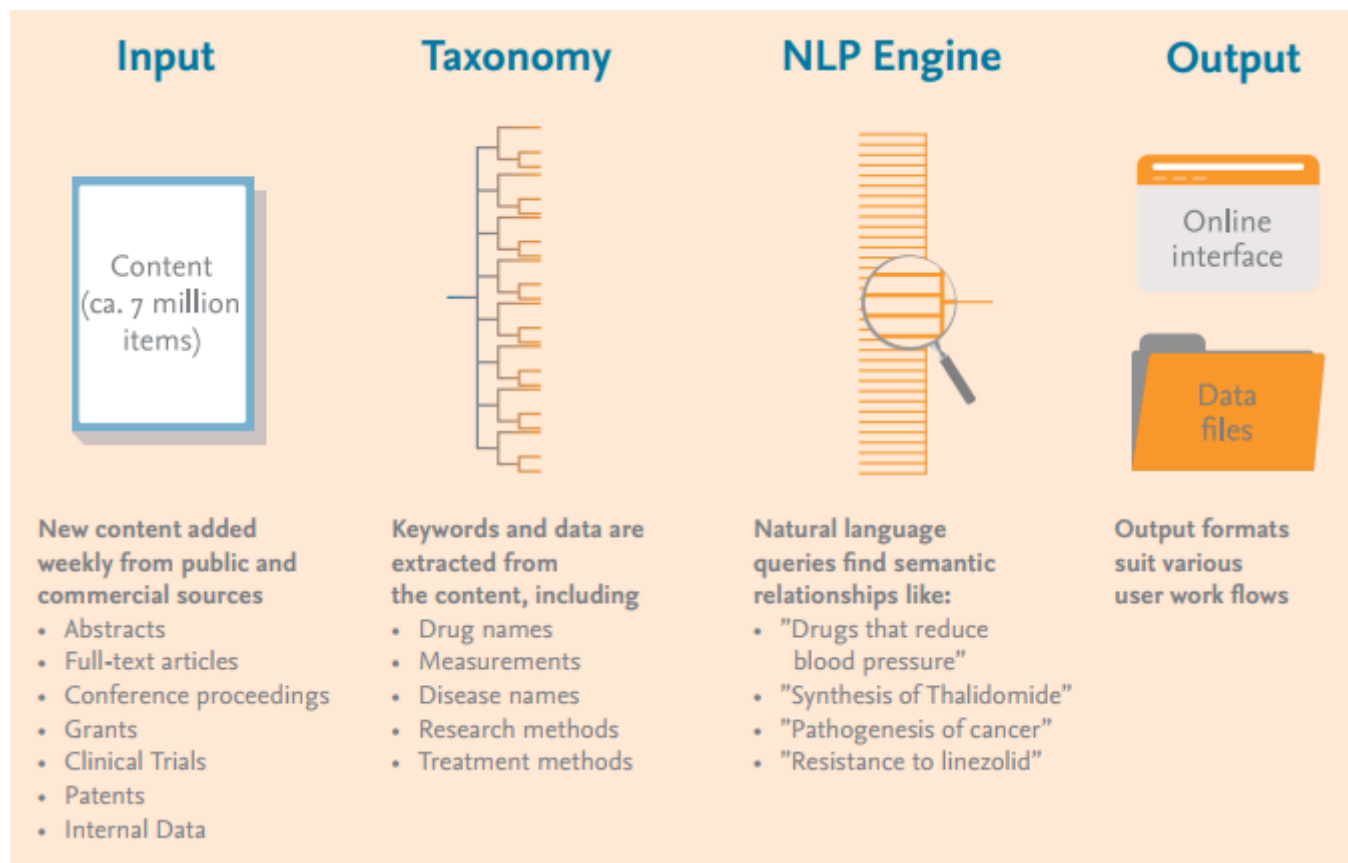 Input
Content
(ca. 7 million
items)
New content added
weekly from public and
commercial sources
• Abstracts
• Full-text articles
• Conference proceedings
• Grants
• Clinical Trials
• Patents
• Internal Data
Taxonomy
Keywords and data are
extracted from
the content, including
• Drug names
• Measurements
• Disease names
• Research methods
• Treatment methods
NLP Engine
Natural language
queries find semantic
relationships like:
• ”Drugs that reduce
blood pressure”
• ”Synthesis of Thalidomide”
• ”Pathogenesis of cancer”
• ”Resistance to linezolid”
Output
Online
interface
Data
files
Output formats
suit various
user work flows